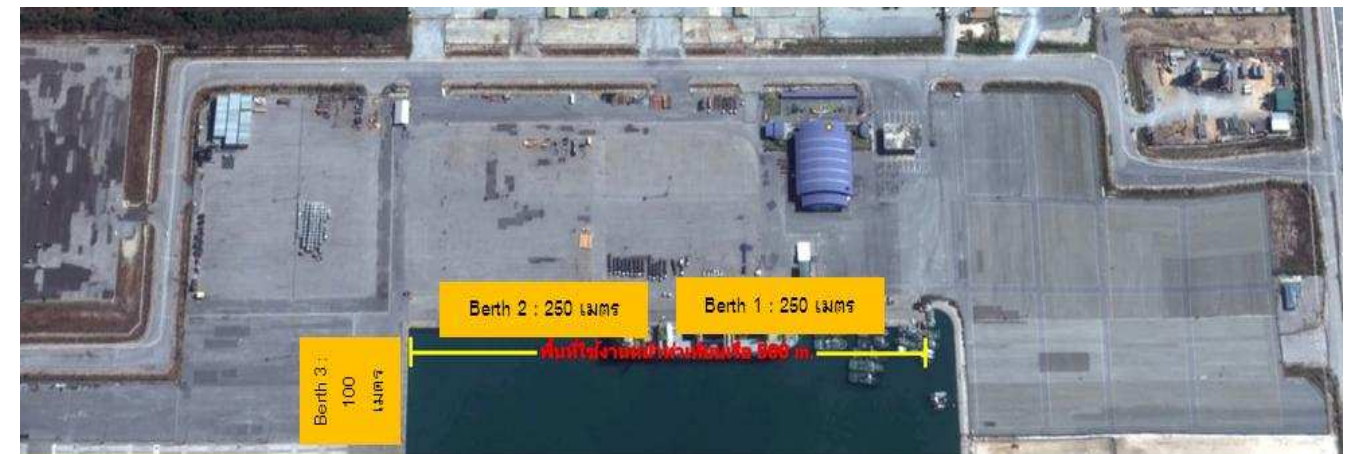 Berth 2 : 250 เมตร
Berth 1 : 250 เมตร
พื้นที่ใช้งานหน้าท่าเทียบเรือ 500 m.
Berth 3 :
100
เมตร